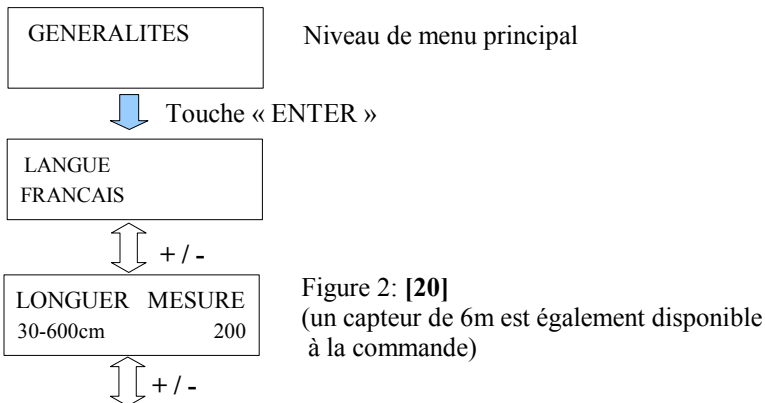 GENERALITES
Niveau de menu principal
Touche « ENTER »
LANGUE
FRANCAIS
+ / -
LONGUER MESURE
30-600cm 200
Figure 2: [20]
(un capteur de 6m est également disponible
à la commande)
+ / -